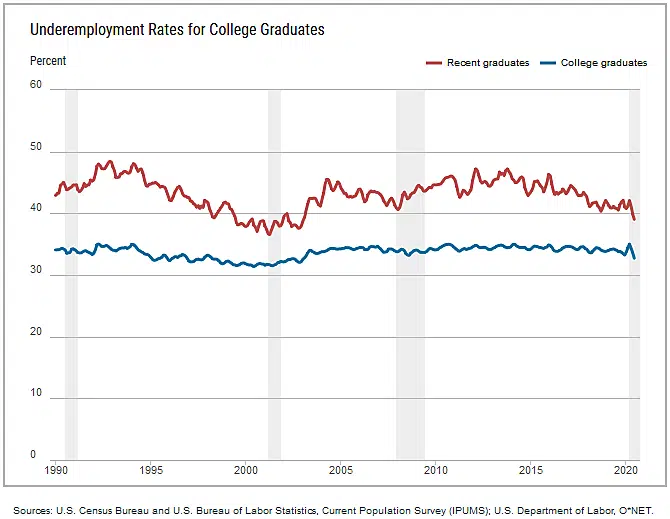 Underemployment Rates for College Graduates
Percent
Recent graduates
College graduates
60
50
40
30
20
10
0
1990 1995 2000 2005 2010 2015 2020
Sources: U.S. Census Bureau and U.S. Bureau of Labor Statistics, Current Population Survey (IPUMS); U.S. Department of Labor, O*NET.